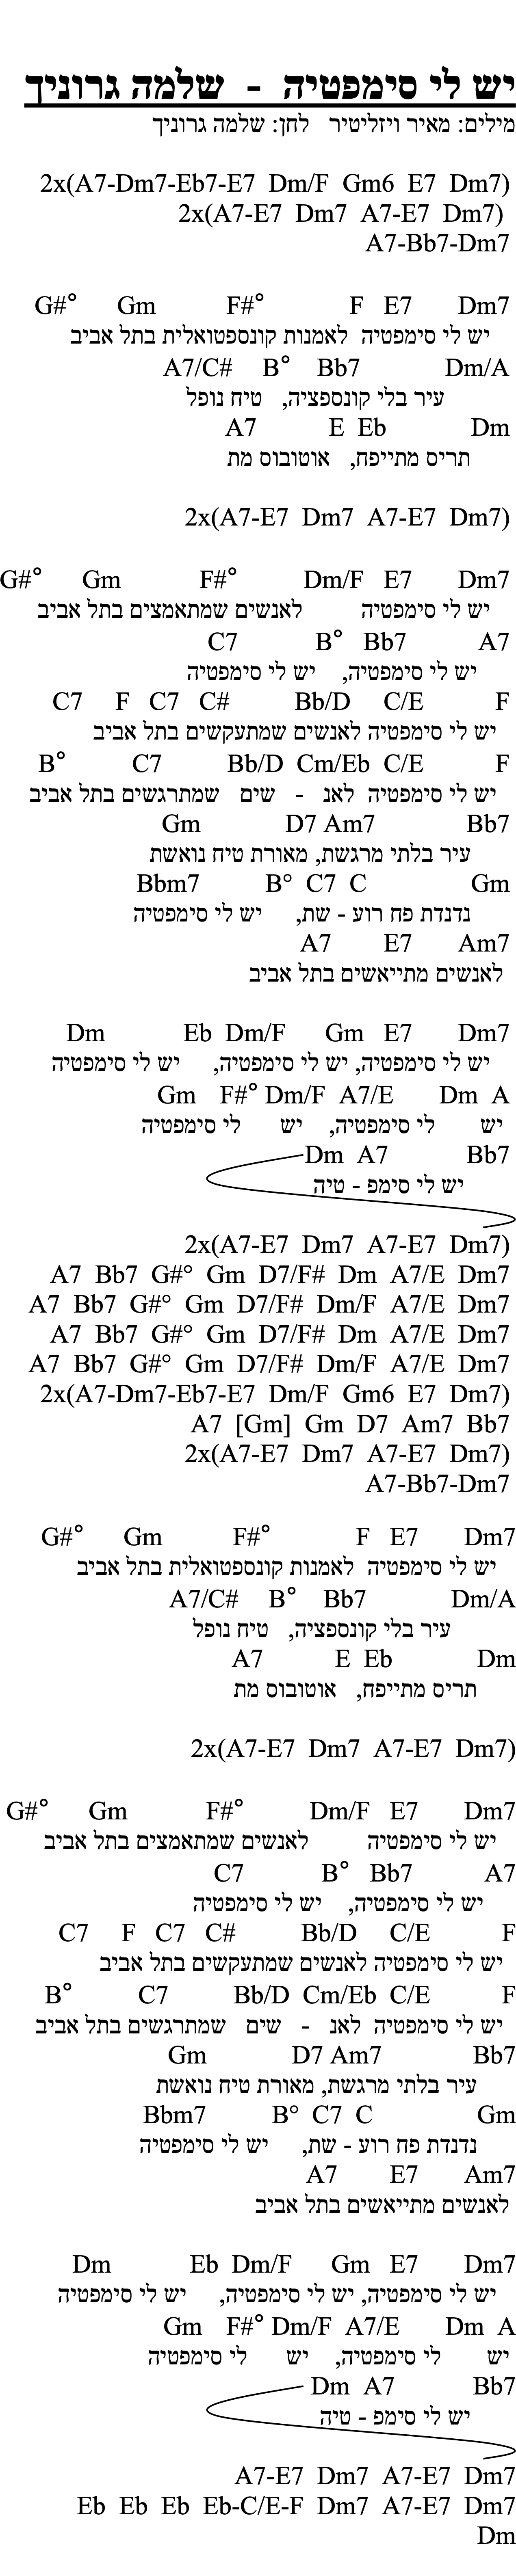 יש לי סימפטיה - שלמה גרוניך
מילים: מאיר ויזלטיר לחן: שלמה גרוניך
2x(A7-Dm7-Eb7-E7 Dm/F Gm6 E7 Dm7)
2x(A7-E7 Dm7 A7-E7 Dm7)
A7-Bb7-Dm7
G#° Gm F#° F E7 Dm7
יש לי סימפטיה לאמנות קונספטואלית בתל אביב
A7/C# B° Bb7 Dm/A
עיר בלי קונספציה, טיח נופל
A7 E Eb Dm
תריס מתייפח, אוטובוס מת
2x(A7-E7 Dm7 A7-E7 Dm7)
G#° Gm F#° Dm/F E7 Dm7
יש לי סימפטיה לאנשים שמתאמצים בתל אביב
C7 B° Bb7 A7
יש לי סימפטיה, יש לי סימפטיה
C7 F C7 C# Bb/D C/E F
יש לי סימפטיה לאנשים שמתעקשים בתל אביב
B° C7 Bb/D Cm/Eb C/E F
יש לי סימפטיה לאנ - שים שמתרגשים בתל אביב
Gm D7 Am7 Bb7
עיר בלתי מרגשת, מאורת טיח נואשת
Bbm7 B° C7 C Gm
נדנדת פח רוע - שת, יש לי סימפטיה
A7 E7 Am7
לאנשים מתייאשים בתל אביב
Dm Eb Dm/F Gm E7 Dm7
יש לי סימפטיה, יש לי סימפטיה, יש לי סימפטיה
Gm F#° Dm/F A7/E Dm A
יש לי סימפטיה, יש לי סימפטיה
Dm A7 Bb7
יש לי סימפ - טיה
2x(A7-E7 Dm7 A7-E7 Dm7)
A7 Bb7 G#° Gm D7/F# Dm A7/E Dm7
A7 Bb7 G#° Gm D7/F# Dm/F A7/E Dm7
A7 Bb7 G#° Gm D7/F# Dm A7/E Dm7
A7 Bb7 G#° Gm D7/F# Dm/F A7/E Dm7
2x(A7-Dm7-Eb7-E7 Dm/F Gm6 E7 Dm7)
A7 [Gm] Gm D7 Am7 Bb7
2x(A7-E7 Dm7 A7-E7 Dm7)
A7-Bb7-Dm7
G#° Gm F#° F E7 Dm7
יש לי סימפטיה לאמנות קונספטואלית בתל אביב
A7/C# B° Bb7 Dm/A
עיר בלי קונספציה, טיח נופל
A7 E Eb Dm
תריס מתייפח, אוטובוס מת
2x(A7-E7 Dm7 A7-E7 Dm7)
G#° Gm F#° Dm/F E7 Dm7
יש לי סימפטיה לאנשים שמתאמצים בתל אביב
C7 B° Bb7 A7
יש לי סימפטיה, יש לי סימפטיה
C7 F C7 C# Bb/D C/E F
יש לי סימפטיה לאנשים שמתעקשים בתל אביב
B° C7 Bb/D Cm/Eb C/E F
יש לי סימפטיה לאנ - שים שמתרגשים בתל אביב
Gm D7 Am7 Bb7
עיר בלתי מרגשת, מאורת טיח נואשת
Bbm7 B° C7 C Gm
נדנדת פח רוע - שת, יש לי סימפטיה
A7 E7 Am7
לאנשים מתייאשים בתל אביב
Dm Eb Dm/F Gm E7 Dm7
יש לי סימפטיה, יש לי סימפטיה, יש לי סימפטיה
Gm F#° Dm/F A7/E Dm A
יש לי סימפטיה, יש לי סימפטיה
Dm A7 Bb7
יש לי סימפ - טיה
A7-E7 Dm7 A7-E7 Dm7
Eb Eb Eb Eb-C/E-F Dm7 A7-E7 Dm7
Dm